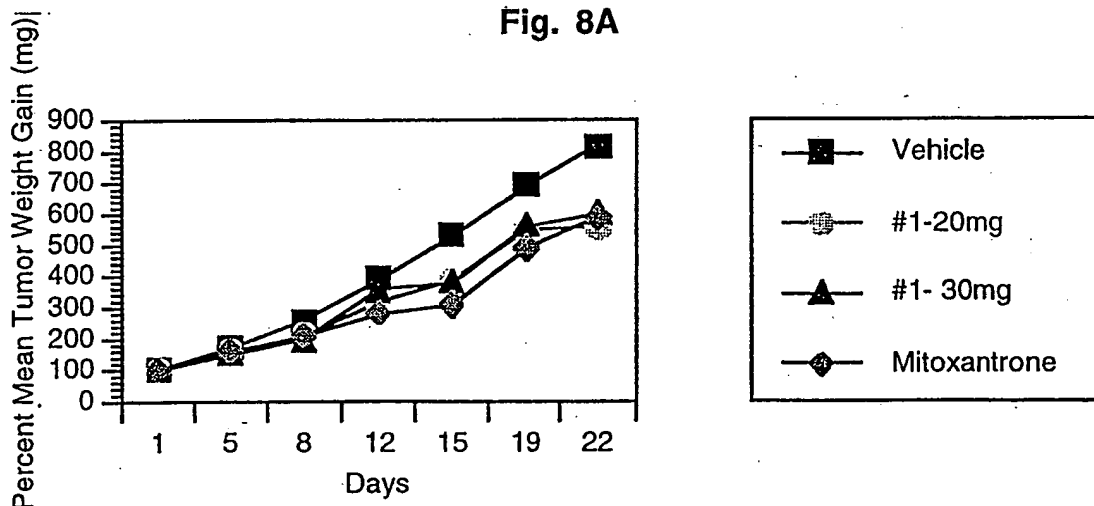 Fig. 8A
Percent Mean Tumor Weight Gain (mg)
900
800
700
600
500
400
300
200
100
0
1 5 8 12 15 19 22
Days
Vehicle
#1-20mg
#1- 30mg
Mitoxantrone